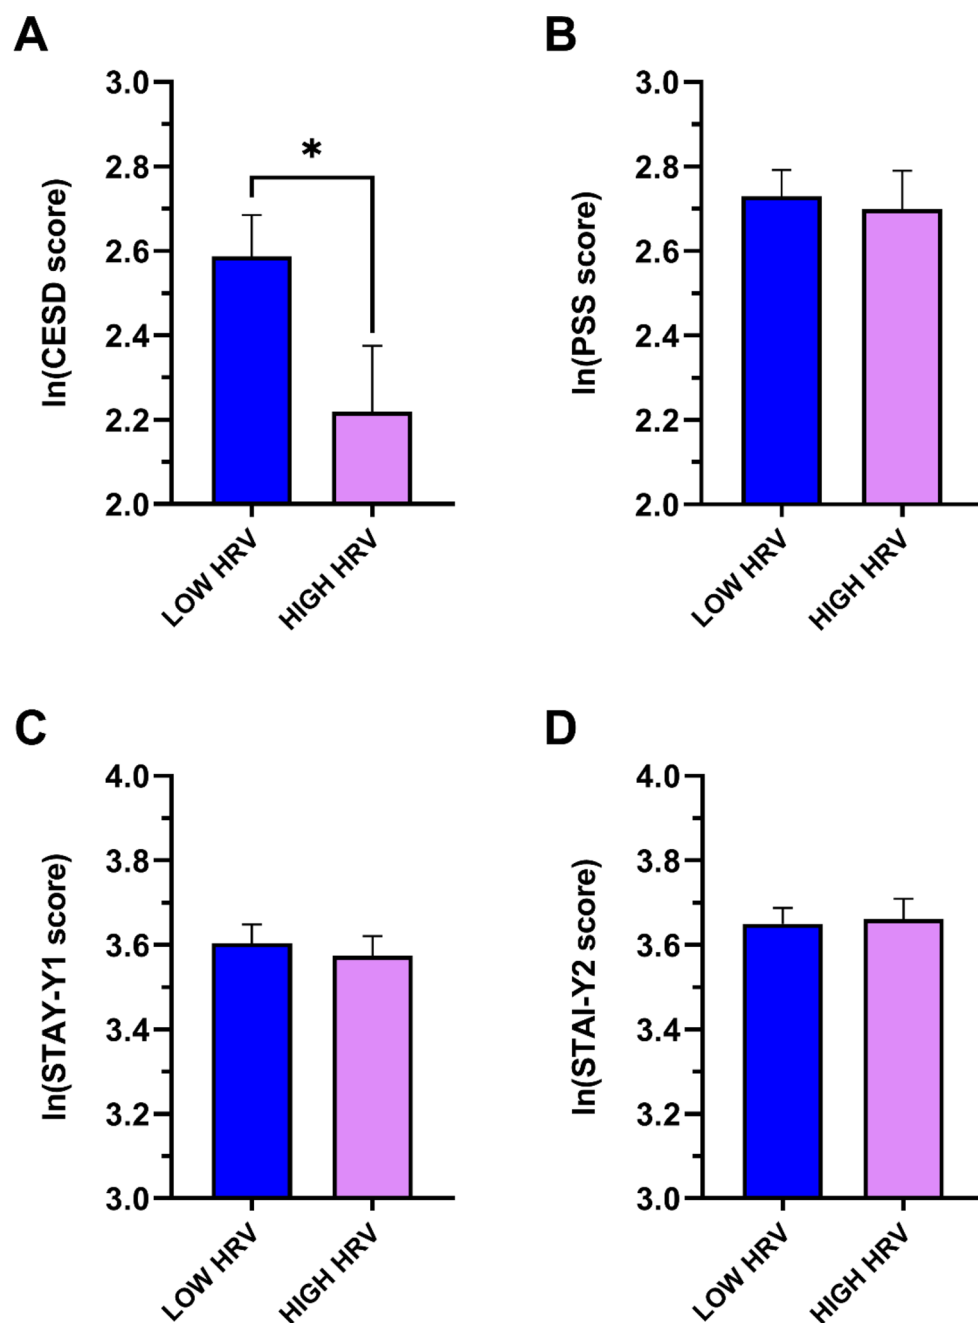 A
ln(CESD score)
3.0
2.8
2.6
2.4
2.2
2.0
*
LOW HRV
HIGH HRV
B
ln(PSS score)
3.0
2.8
2.6
2.4
2.2
2.0
LOW HRV
HIGH HRV
C
ln(STAY-Y1 score)
4.0
3.8
3.6
3.4
3.2
3.0
LOW HRV
HIGH HRV
D
ln(STAI-Y2 score)
4.0
3.8
3.6
3.4
3.2
3.0
LOW HRV
HIGH HRV